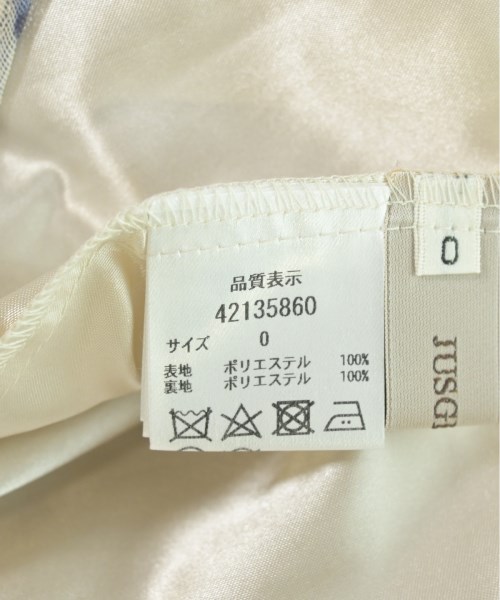 品質表示
42135860
サイズ 0
表地 ポリエステル 100%
裏地 ポリエステル 100%
0